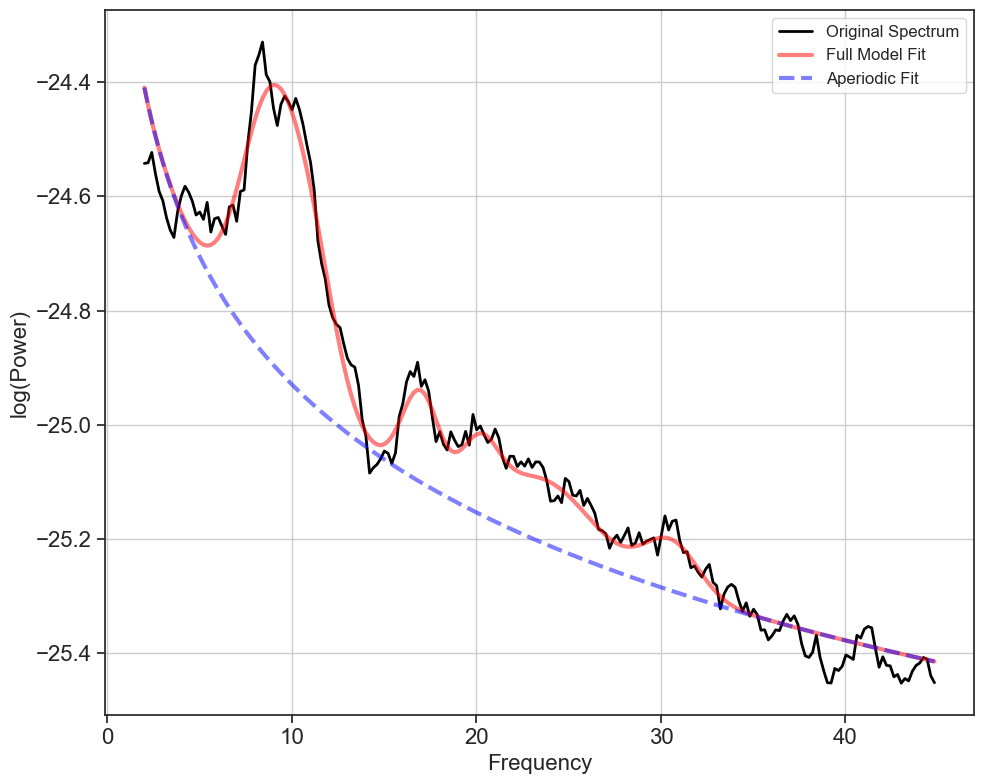 Original Spectrum
Full Model Fit
Aperiodic Fit
−24.4
−24.6
−24.8
−25.0
−25.2
−25.4
log(Power)
0 10 20 30 40
Frequency